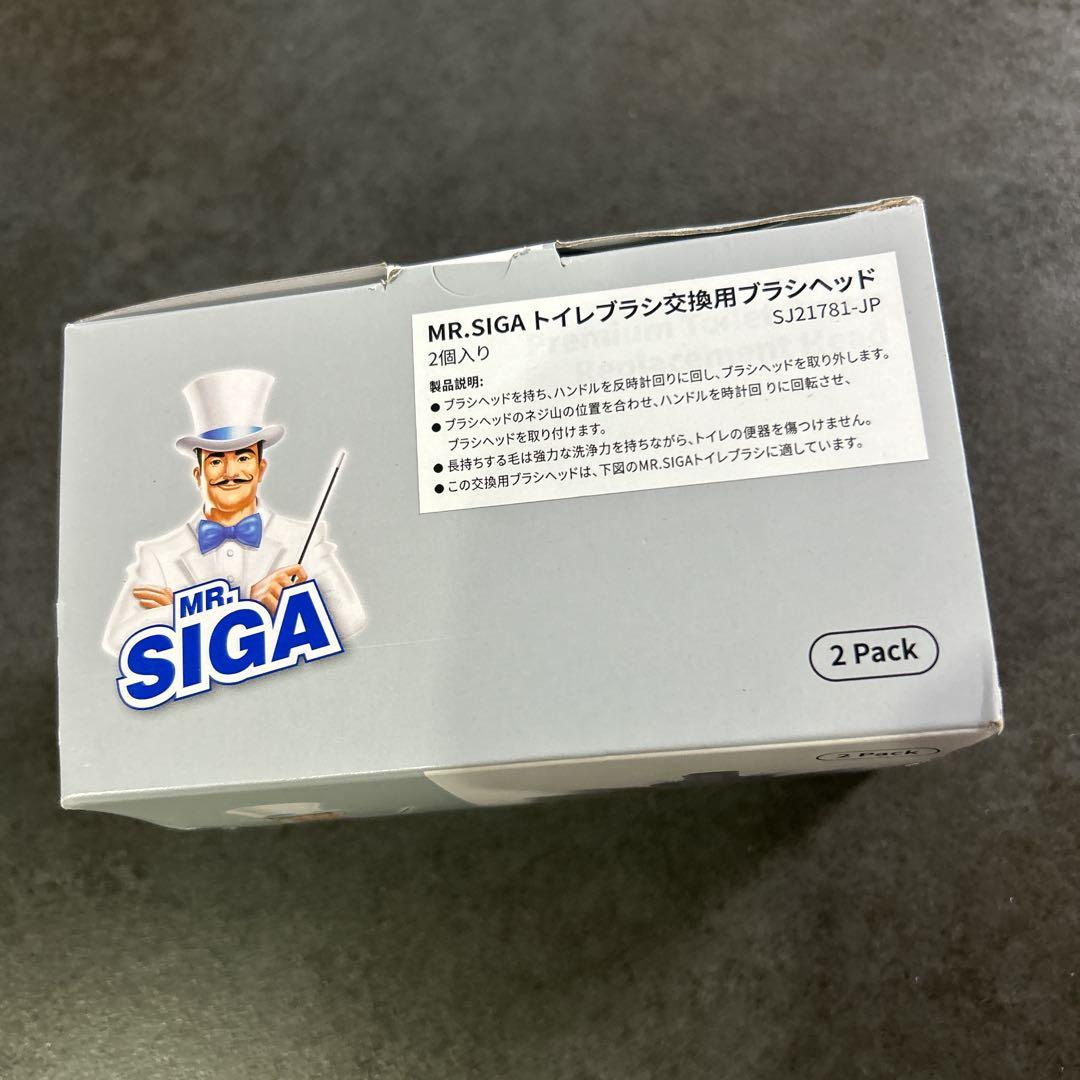 MR.SIGA トイレブラシ交換用ブラシヘッド
SJ21781-JP
2個入り
製品説明:
● ブラシヘッドを持ち、ハンドルを反時計回りに回し、ブラシヘッドを取り外します。
● ブラシヘッドのネジ山の位置を合わせ、ハンドルを時計回 りに回転させ、
ブラシヘッドを取り付けます。
● 長持ちする毛は強力な洗浄力を持ちながら、トイレの便器を傷つけません。
● この交換用ブラシヘッドは、下図のMR.SIGAトイレブラシに適しています。
MR.
SIGA
2 Pack
2 Pack